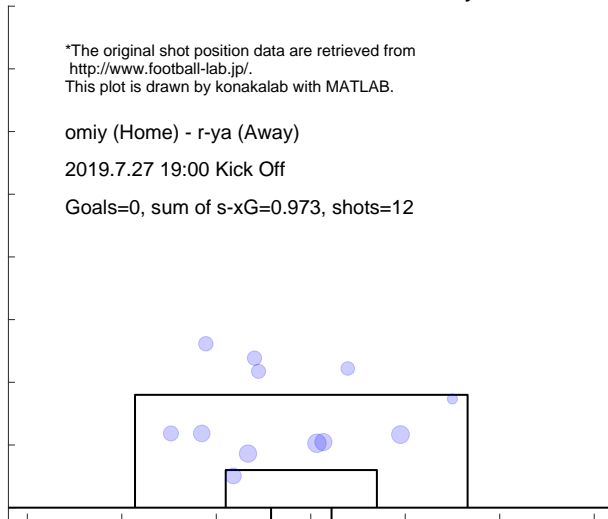 *The original shot position data are retrieved from
http://www.football-lab.jp/.
This plot is drawn by konakalab with MATLAB.
omiy (Home) - r-ya (Away)
2019.7.27 19:00 Kick Off
Goals=0, sum of s-xG=0.973, shots=12